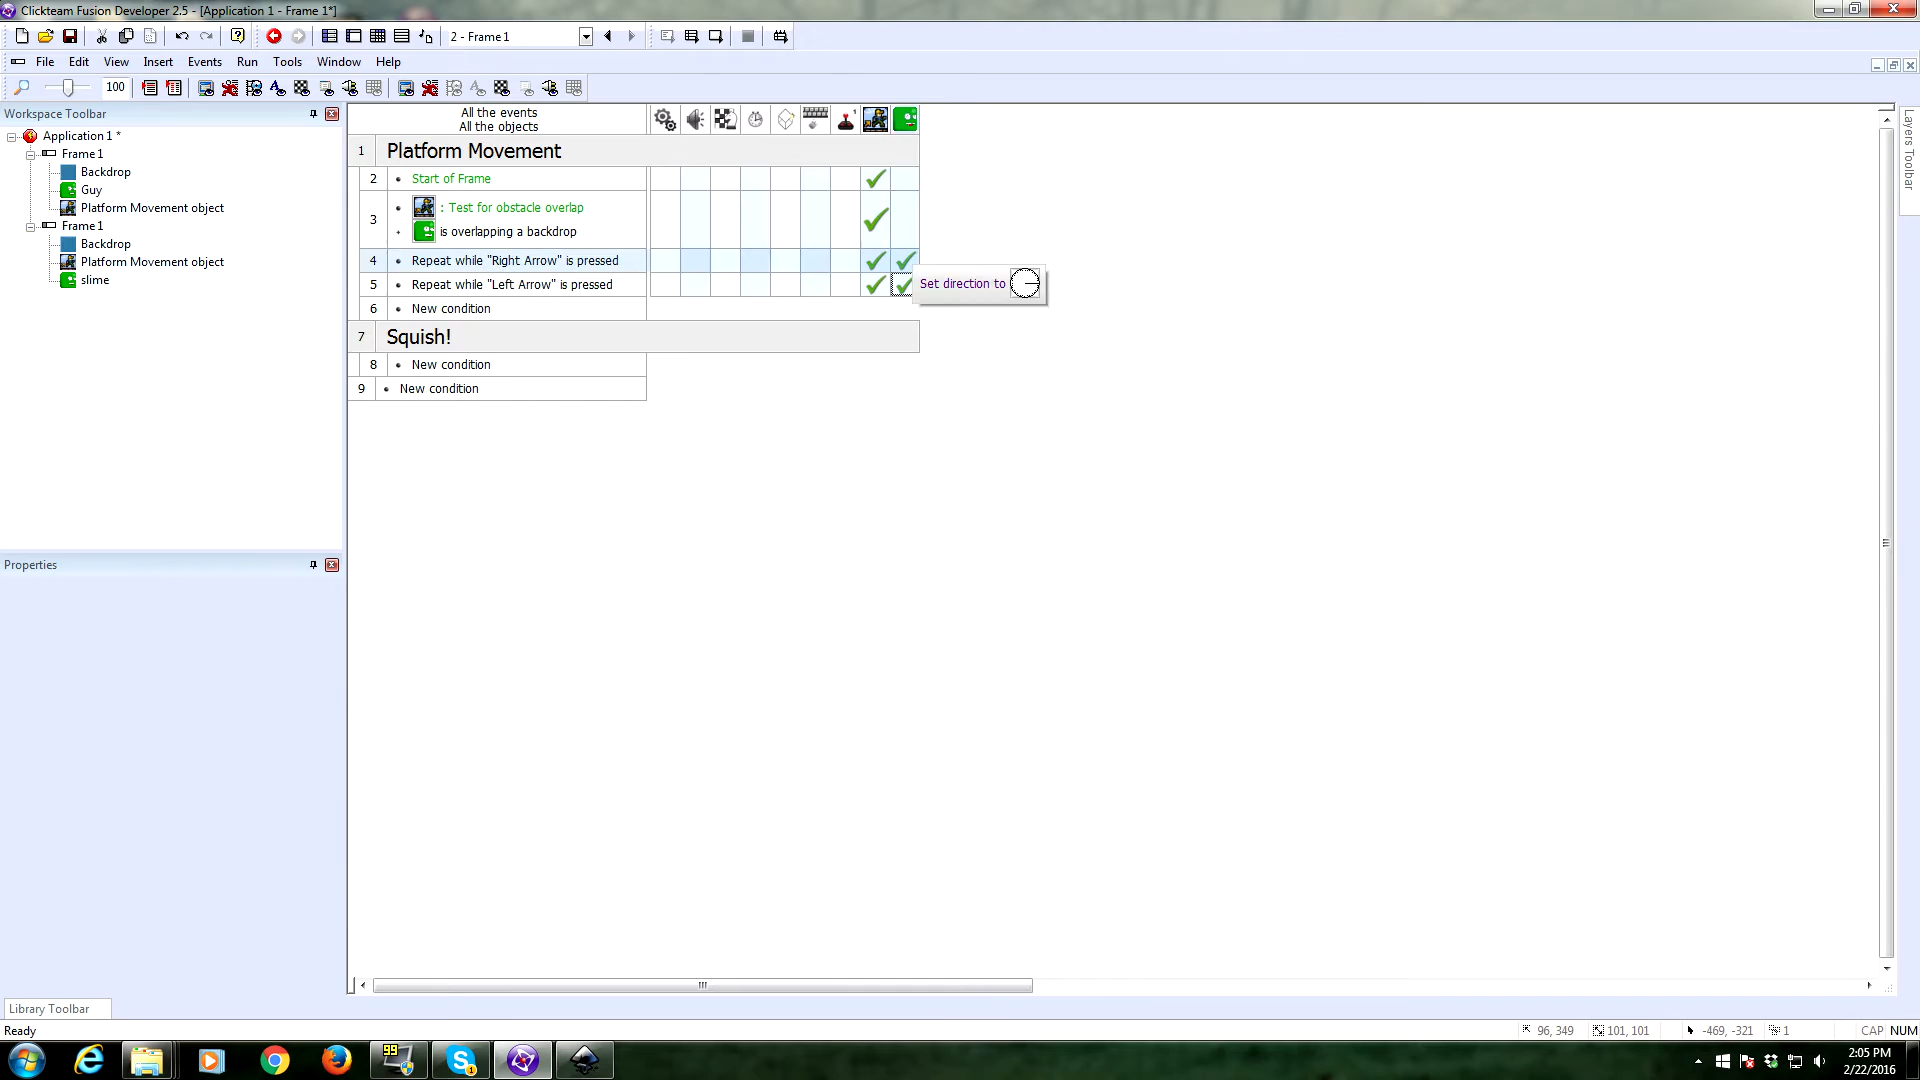 Clickteam Fusion Developer 2.5 - [Application 1 - Frame 1*]
2 - Frame 1
File Edit View Insert Events Run Tools Window Help
100
Workspace Toolbar
Application 1 *
Frame 1
Backdrop
Guy
Platform Movement object
Frame 1
Backdrop
Platform Movement object
slime
Properties
Library Toolbar
All the events
All the objects
1 Platform Movement
2 • Start of Frame
3 • : Test for obstacle overlap
+ is overlapping a backdrop
4 • Repeat while "Right Arrow" is pressed
5 • Repeat while "Left Arrow" is pressed
Set direction to
6 • New condition
7 Squish!
8 • New condition
9 • New condition
Layers Toolbar
Ready
96, 349 101, 101 -469, -321 1 CAP NUM
99
1
2:05 PM
2/22/2016